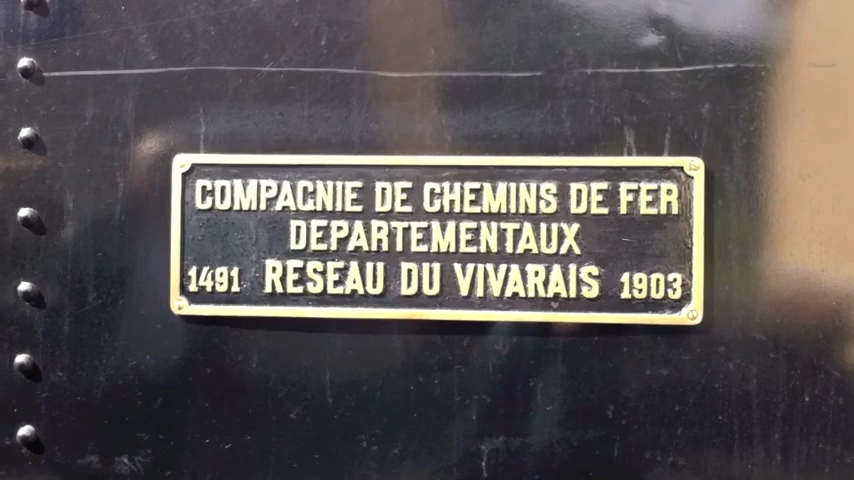 COMPAGNIE DE CHEMINS DE FER
DEPARTEMENTAUX
1491 RESEAU DU VIVARAIS 1903